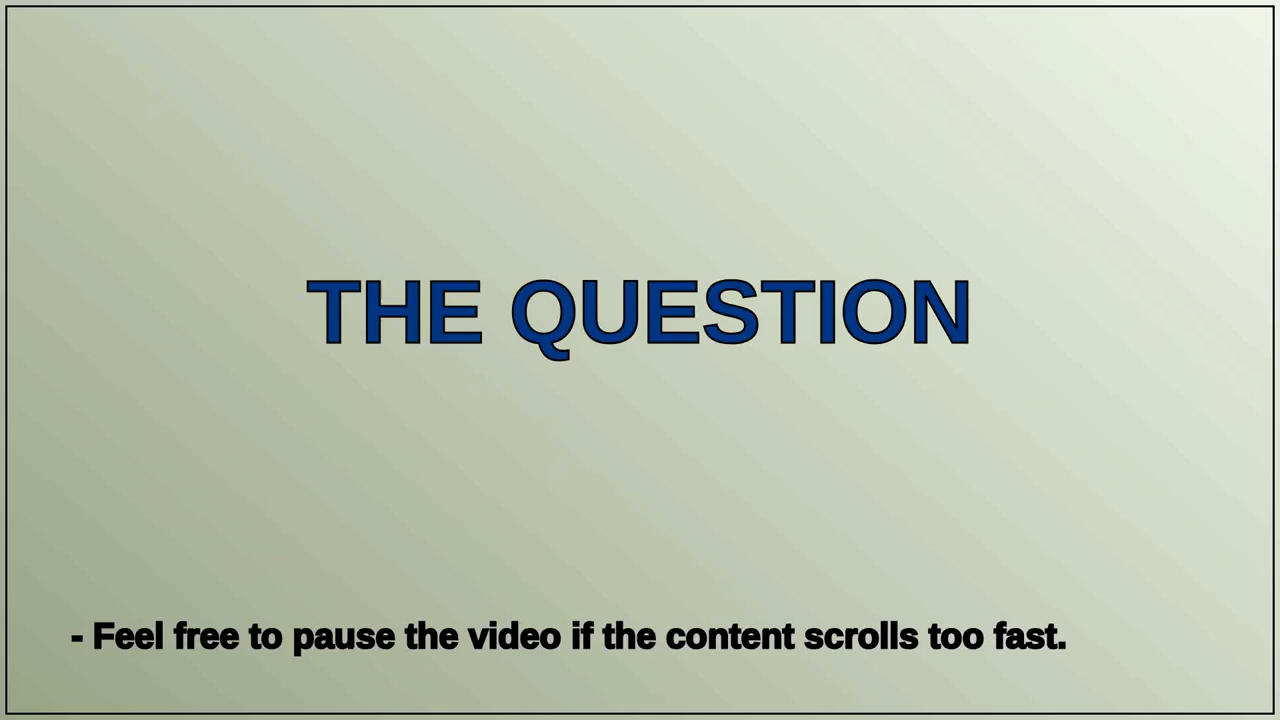 THE QUESTION
- Feel free to pause the video if the content scrolls too fast.